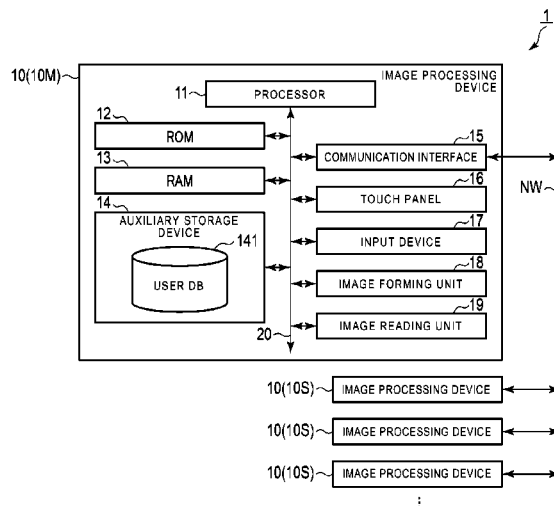 1
10(10M)
IMAGE PROCESSING
DEVICE
11
PROCESSOR
12
ROM
13
RAM
14
AUXILIARY STORAGE
DEVICE
141
USER DB
15
COMMUNICATION INTERFACE
NW
16
TOUCH PANEL
17
INPUT DEVICE
18
IMAGE FORMING UNIT
19
IMAGE READING UNIT
20
10(10S) IMAGE PROCESSING DEVICE
10(10S) IMAGE PROCESSING DEVICE
10(10S) IMAGE PROCESSING DEVICE
: